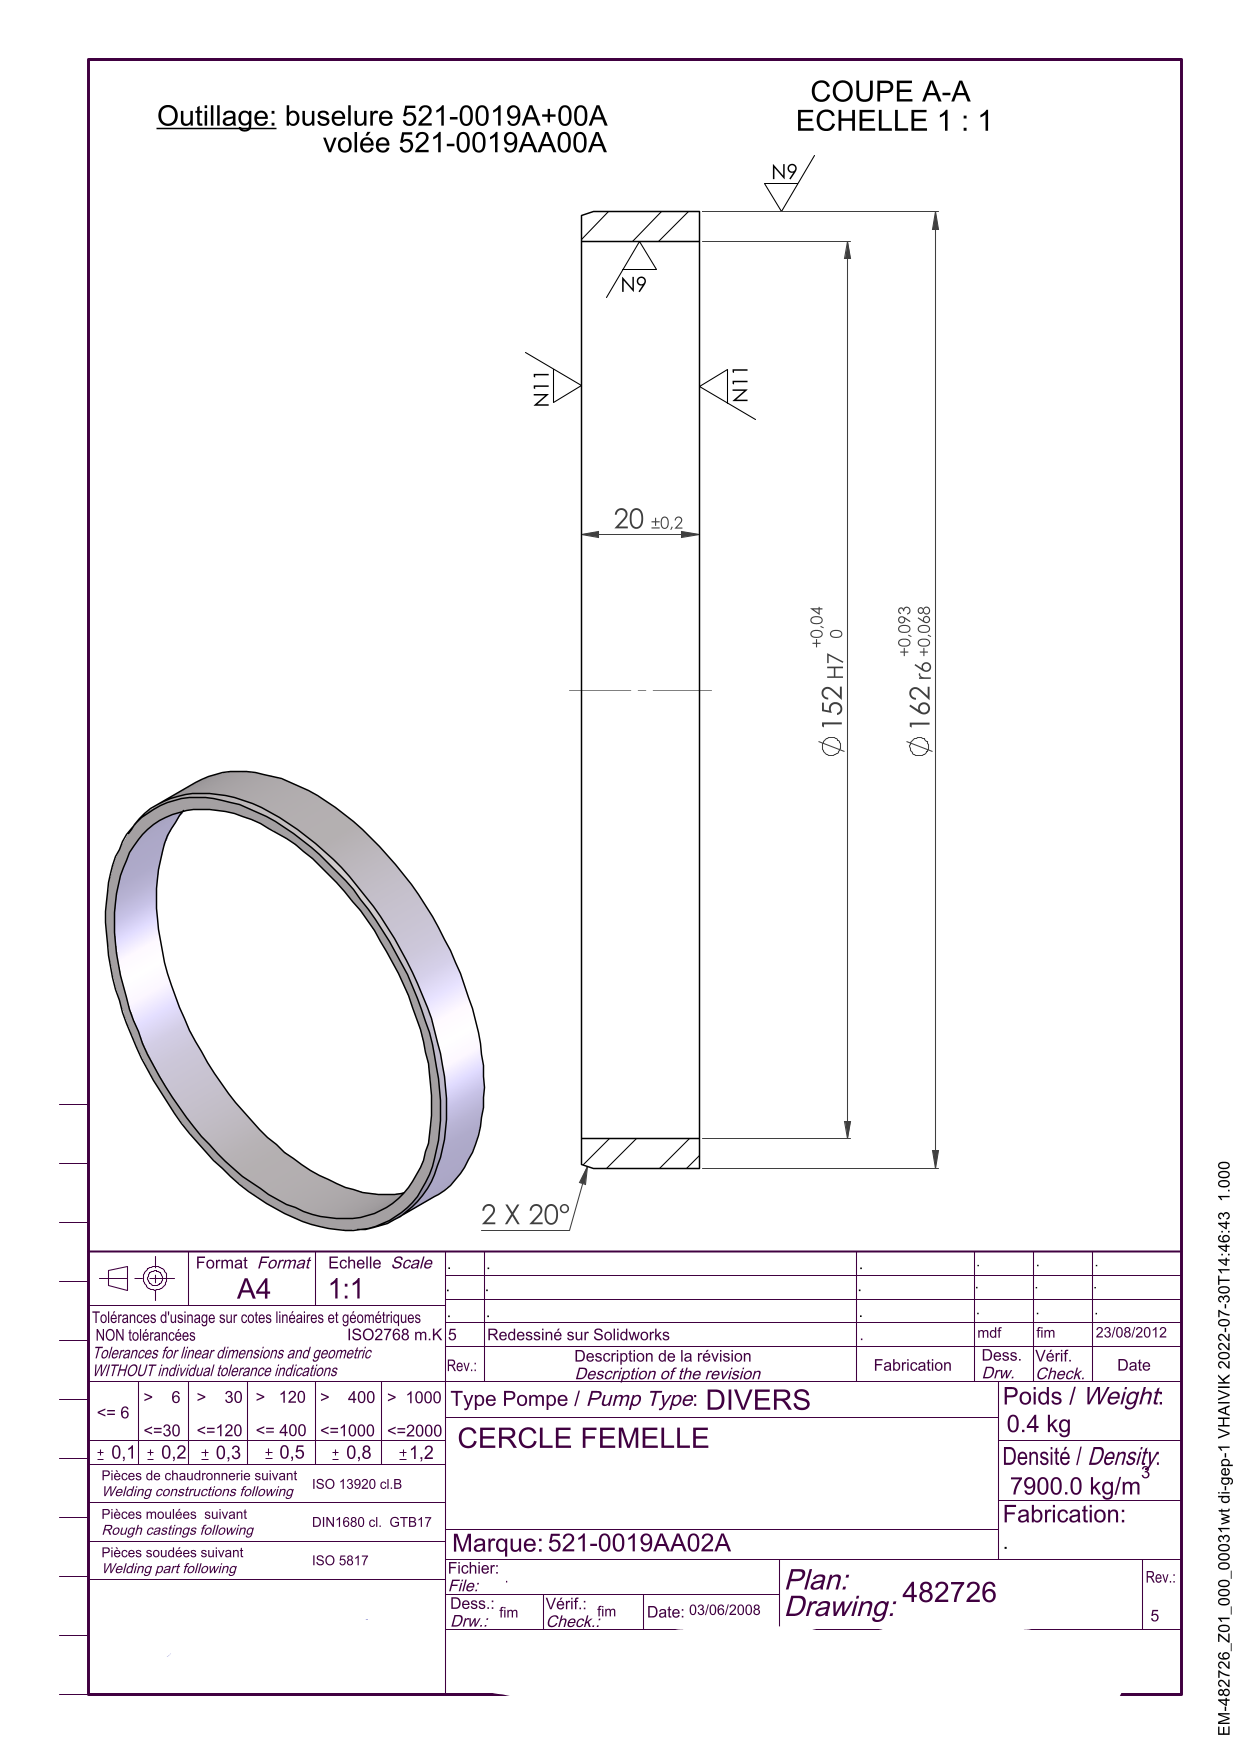 Outillage: buselure 521-0019A+00A
volée 521-0019AA00A
COUPE A-A
ECHELLE 1 : 1
N9
N9
N11
N11
20 ±0,2
Ø 152 H7 +0,04 0
Ø 162 r6 +0,093 +0,068
2 X 20°
Format Format
A4
Echelle Scale
1:1
Tolérances d'usinage sur cotes linéaires et géométriques
NON tolérancées ISO2768 m.K
Tolerances for linear dimensions and geometric
WITHOUT individual tolerance indications
<= 6 > 6 > 30 > 120 > 400 > 1000
<=30 <=120 <= 400 <=1000 <=2000
± 0,1 ± 0,2 ± 0,3 ± 0,5 ± 0,8 ±1,2
Pièces de chaudronnerie suivant
Welding constructions following
ISO 13920 cl.B
Pièces moulées suivant
Rough castings following
DIN1680 cl. GTB17
Pièces soudées suivant
Welding part following
ISO 5817
. . . . . .
. . . . . .
. . . . . .
5 Redessiné sur Solidworks . mdf fim 23/08/2012
Rev.: Description de la révision
Description of the revision
Fabrication
Dess.
Drw.
Vérif.
Check.
Date
Type Pompe / Pump Type: DIVERS
CERCLE FEMELLE
Poids / Weight:
0.4 kg
Densité / Density:
7900.0 kg/m3
Fabrication:
.
Marque: 521-0019AA02A
Fichier:
File: .
Dess.:
Drw.: fim
Vérif.:
Check.: fim
Date: 03/06/2008
Plan:
Drawing: 482726
Rev.:
5
EM-482726_Z01_000_00031wt di-gep-1 VHAIVIK 2022-07-30T14:46:43 1.000